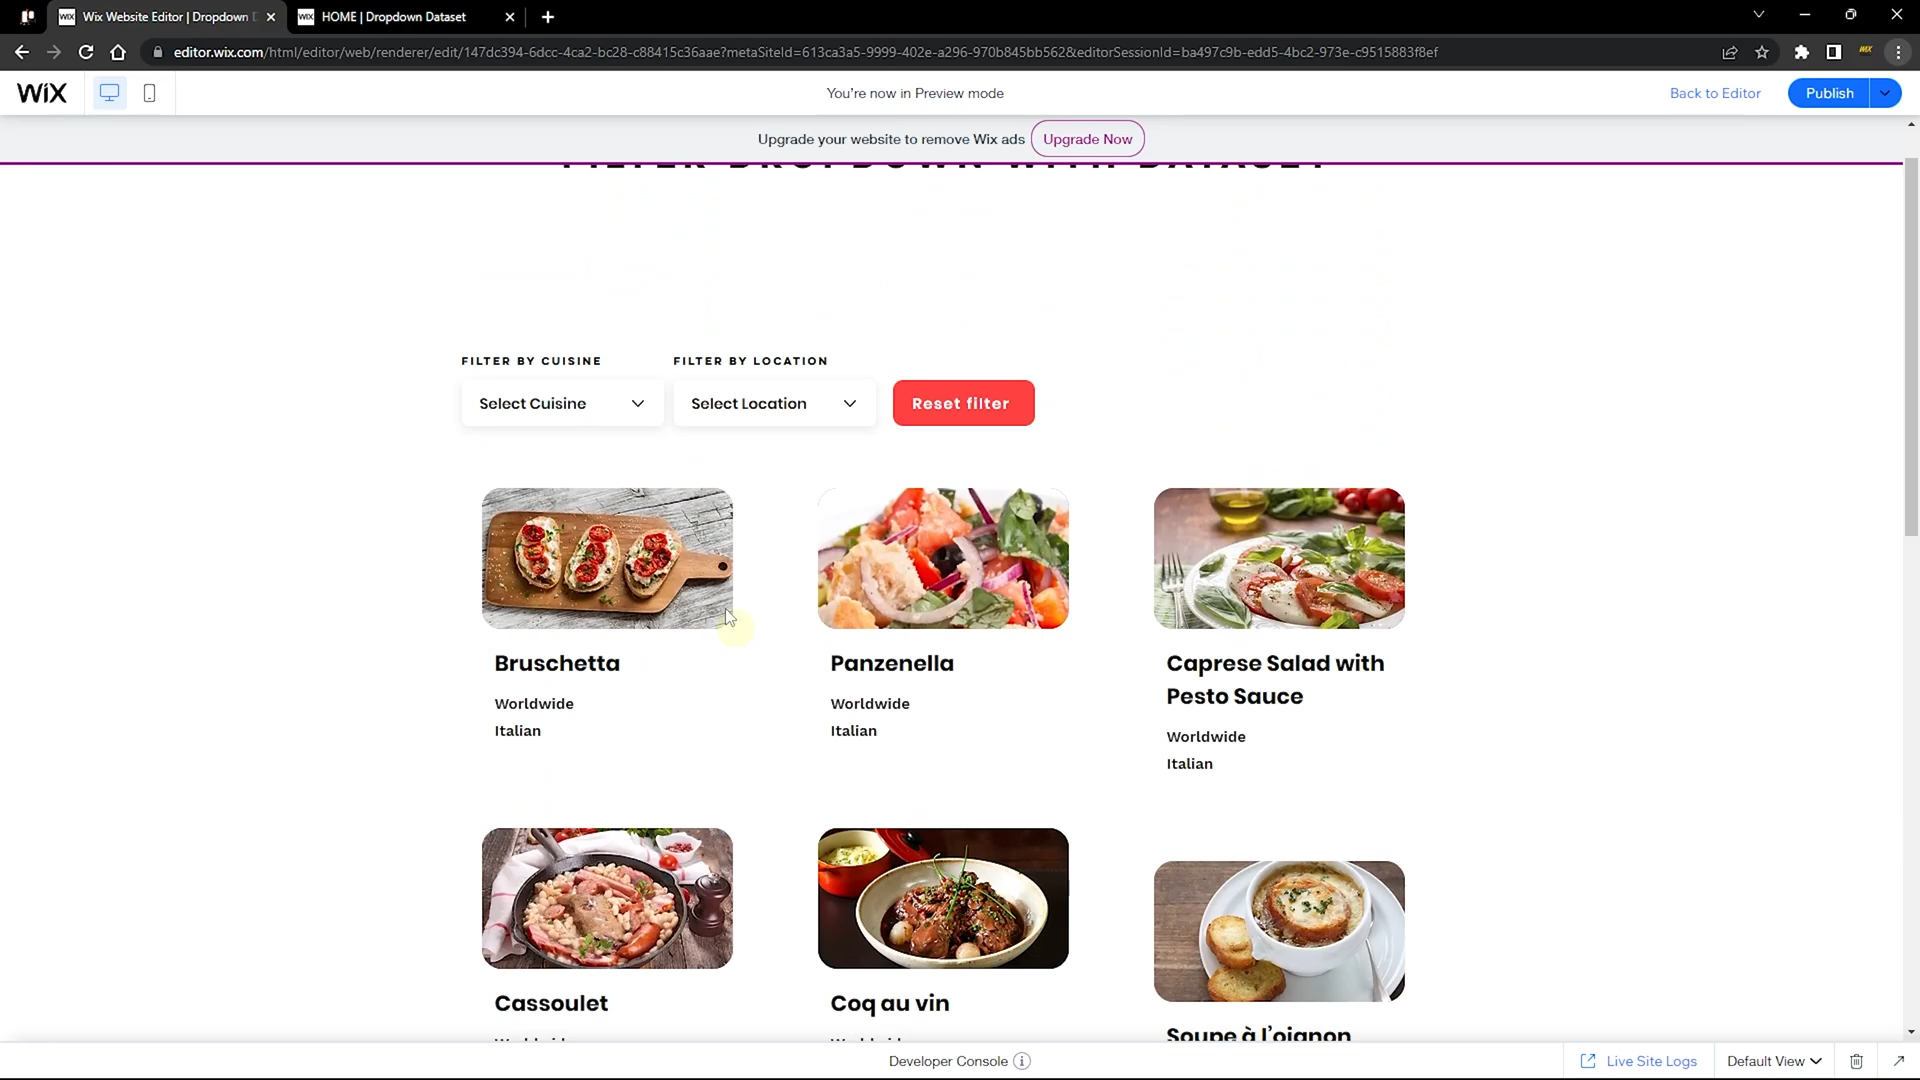 Wix Website Editor | Dropdown D
HOME | Dropdown Dataset
editor.wix.com/html/editor/web/renderer/edit/147dc394-6dcc-4ca2-bc28-c88415c36aae?metaSiteId=613ca3a5-9999-402e-a296-970b845bb562&editorSessionId=ba497c9b-edd5-4bc2-973e-c9515883f8ef
WiX
You're now in Preview mode
Back to Editor
Publish
Upgrade your website to remove Wix ads
Upgrade Now
FILTER DROPDOWN WITH DATASET
FILTER BY CUISINE
FILTER BY LOCATION
Select Cuisine
Select Location
Reset filter
Bruschetta
Worldwide
Italian
Panzenella
Worldwide
Italian
Caprese Salad with
Pesto Sauce
Worldwide
Italian
Cassoulet
Coq au vin
Soupe à l'oignon
Developer Console
Live Site Logs
Default View